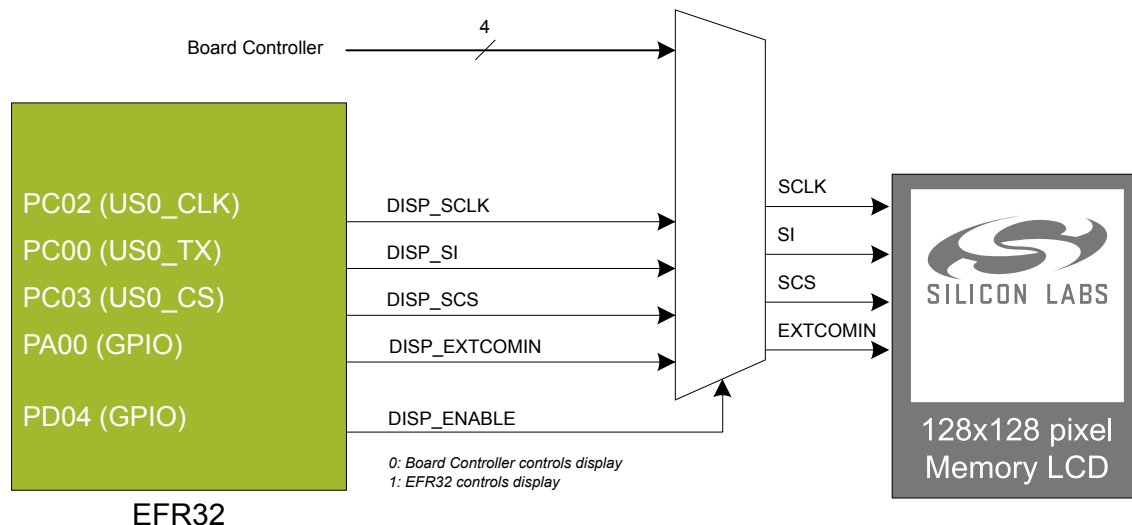 4
Board Controller
PC02 (US0_CLK)
PC00 (US0_TX)
PC03 (US0_CS)
PA00 (GPIO)
PD04 (GPIO)
EFR32
DISP_SCLK
DISP_SI
DISP_SCS
DISP_EXTCOMIN
DISP_ENABLE
0: Board Controller controls display
1: EFR32 controls display
SCLK
SI
SCS
EXTCOMIN
SILICON LABS
128x128 pixel
Memory LCD